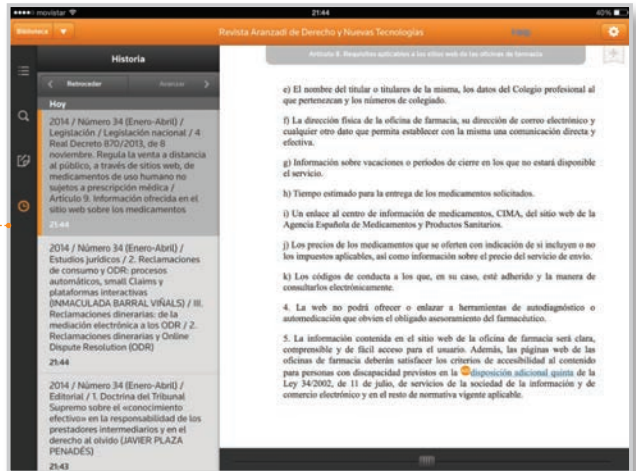 movistar
21:44
40%
Biblioteca
Revista Aranzadi de Derecho y Nuevas Tecnologías
Historia
Retroceder
Avanzar
Hoy
2014 / Número 34 (Enero-Abril) /
Legislación / Legislación nacional / 4
Real Decreto 870/2013, de 8
noviembre. Regula la venta a distancia
al público, a través de sitios web, de
medicamentos de uso humano no
sujetos a prescripción médica /
Artículo 9. Información ofrecida en el
sitio web sobre los medicamentos
21:44
2014 / Número 34 (Enero-Abril) /
Estudios jurídicos / 2. Reclamaciones
de consumo y ODR: procesos
automáticos, small Claims y
plataformas interactivas
(INMACULADA BARRAL VIÑALS) / III.
Reclamaciones dinerarias: de la
mediación electrónica a los ODR / 2.
Reclamaciones dinerarias y Online
Dispute Resolution (ODR)
21:44
2014 / Número 34 (Enero-Abril) /
Editorial / 1. Doctrina del Tribunal
Supremo sobre el «conocimiento
efectivo» en la responsabilidad de los
prestadores intermediarios y en el
derecho al olvido (JAVIER PLAZA
PENADÉS)
21:43
Artículo 8. Requisitos aplicables a los sitios web de las oficinas de farmacia
e) El nombre del titular o titulares de la misma, los datos del Colegio profesional al
que pertenezcan y los números de colegiado.
f) La dirección física de la oficina de farmacia, su dirección de correo electrónico y
cualquier otro dato que permita establecer con la misma una comunicación directa y
efectiva.
g) Información sobre vacaciones o periodos de cierre en los que no estará disponible
el servicio.
h) Tiempo estimado para la entrega de los medicamentos solicitados.
i) Un enlace al centro de información de medicamentos, CIMA, del sitio web de la
Agencia Española de Medicamentos y Productos Sanitarios.
j) Los precios de los medicamentos que se oferten con indicación de si incluyen o no
los impuestos aplicables, así como información sobre el precio del servicio de envío.
k) Los códigos de conducta a los que, en su caso, esté adherido y la manera de
consultarlos electrónicamente.
4. La web no podrá ofrecer o enlazar a herramientas de autodiagnóstico o
automedicación que obvien el obligado asesoramiento del farmacéutico.
5. La información contenida en el sitio web de la oficina de farmacia será clara,
comprensible y de fácil acceso para el usuario. Además, las páginas web de las
oficinas de farmacia deberán satisfacer los criterios de accesibilidad al contenido
para personas con discapacidad previstos en la disposición adicional quinta de la
Ley 34/2002, de 11 de julio, de servicios de la sociedad de la información y de
comercio electrónico y en el resto de normativa vigente aplicable.